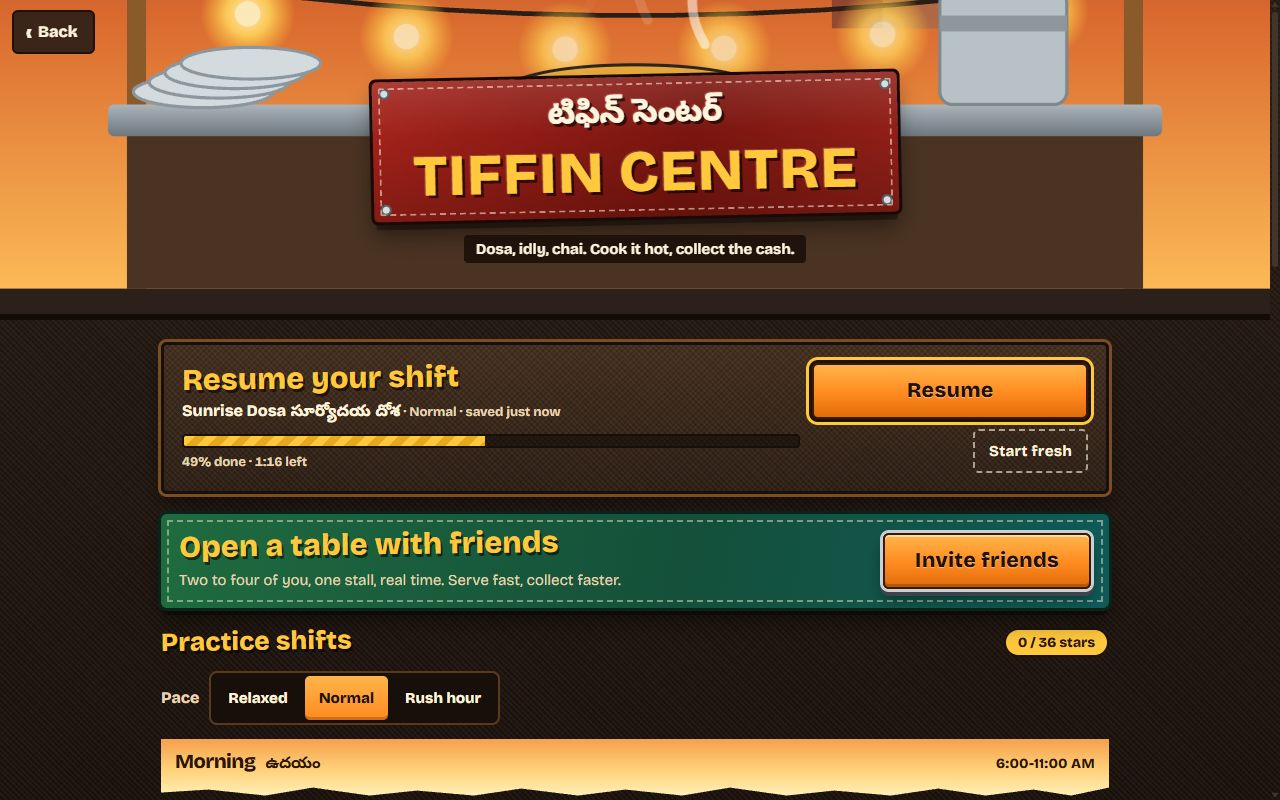 Back
టిఫిన్ సెంటర్
TIFFIN CENTRE
Dosa, idly, chai. Cook it hot, collect the cash.
Resume your shift
Sunrise Dosa సూర్యోదయ దోశ · Normal · saved just now
49% done · 1:16 left
Resume
Start fresh
Open a table with friends
Two to four of you, one stall, real time. Serve fast, collect faster.
Invite friends
Practice shifts
0 / 36 stars
Pace Relaxed Normal Rush hour
Morning ఉదయం 6:00-11:00 AM